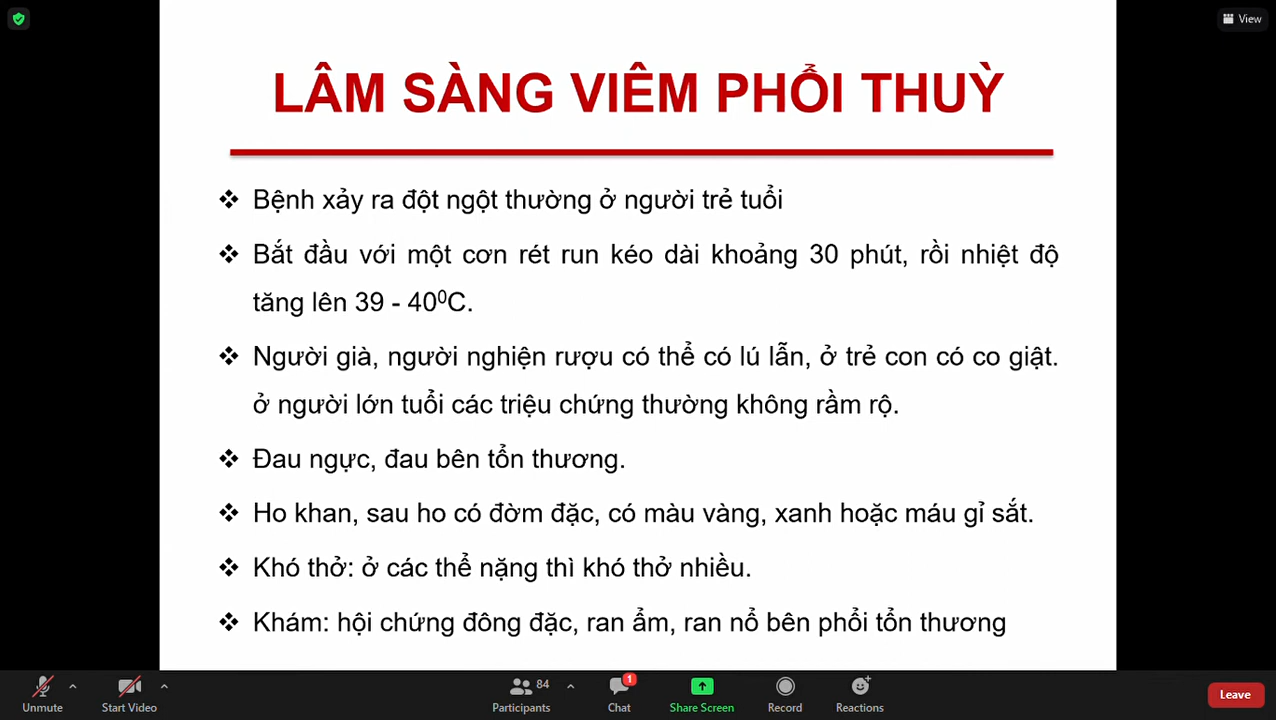 View
LÂM SÀNG VIÊM PHỔI THUỲ
❖ Bệnh xảy ra đột ngột thường ở người trẻ tuổi
❖ Bắt đầu với một cơn rét run kéo dài khoảng 30 phút, rồi nhiệt độ
tăng lên 39 - 40⁰C.
❖ Người già, người nghiện rượu có thể có lú lẫn, ở trẻ con có co giật.
ở người lớn tuổi các triệu chứng thường không rầm rộ.
❖ Đau ngực, đau bên tổn thương.
❖ Ho khan, sau ho có đờm đặc, có màu vàng, xanh hoặc máu gỉ sắt.
❖ Khó thở: ở các thể nặng thì khó thở nhiều.
❖ Khám: hội chứng đông đặc, ran ẩm, ran nổ bên phổi tổn thương
84 1
Unmute Start Video Participants Chat Share Screen Record Reactions Leave